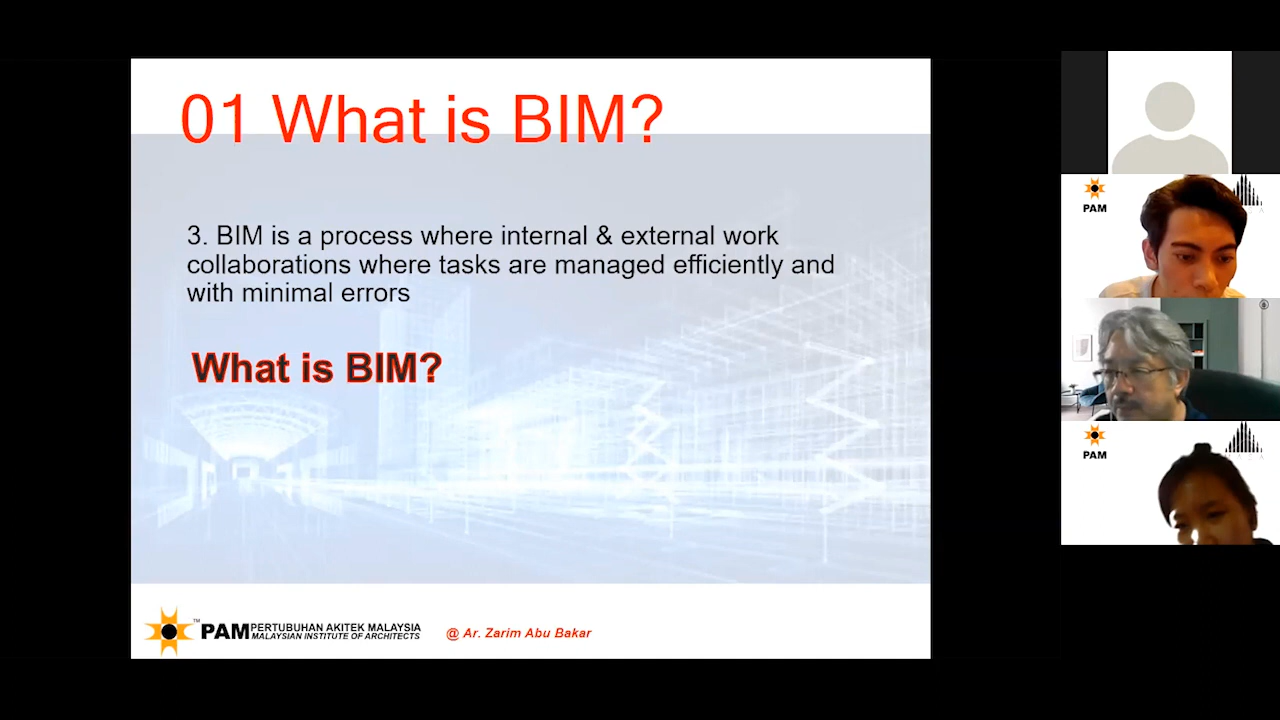 01 What is BIM?
3. BIM is a process where internal & external work
collaborations where tasks are managed efficiently and
with minimal errors
What is BIM?
PAM PERTUBUHAN AKITEK MALAYSIA
MALAYSIAN INSTITUTE OF ARCHITECTS
TM
@ Ar. Zarim Abu Bakar
PAM
PAM